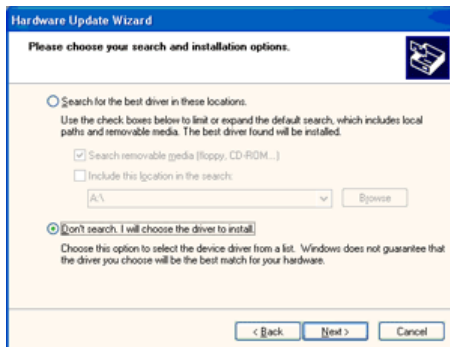 Hardware Update Wizard
Please choose your search and installation options.
Search for the best driver in these locations.
Use the check boxes below to limit or expand the default search, which includes local
paths and removable media. The best driver found will be installed.
Search removable media (floppy, CD-ROM...)
Include this location in the search:
A:\
Browse
Don't search. I will choose the driver to install.
Choose this option to select the device driver from a list. Windows does not guarantee that
the driver you choose will be the best match for your hardware.
< Back
Next >
Cancel